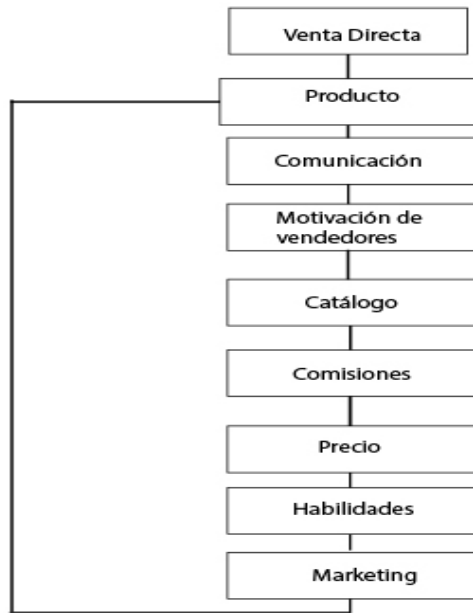 Venta Directa
Producto
Comunicación
Motivación de
vendedores
Catálogo
Comisiones
Precio
Habilidades
Marketing